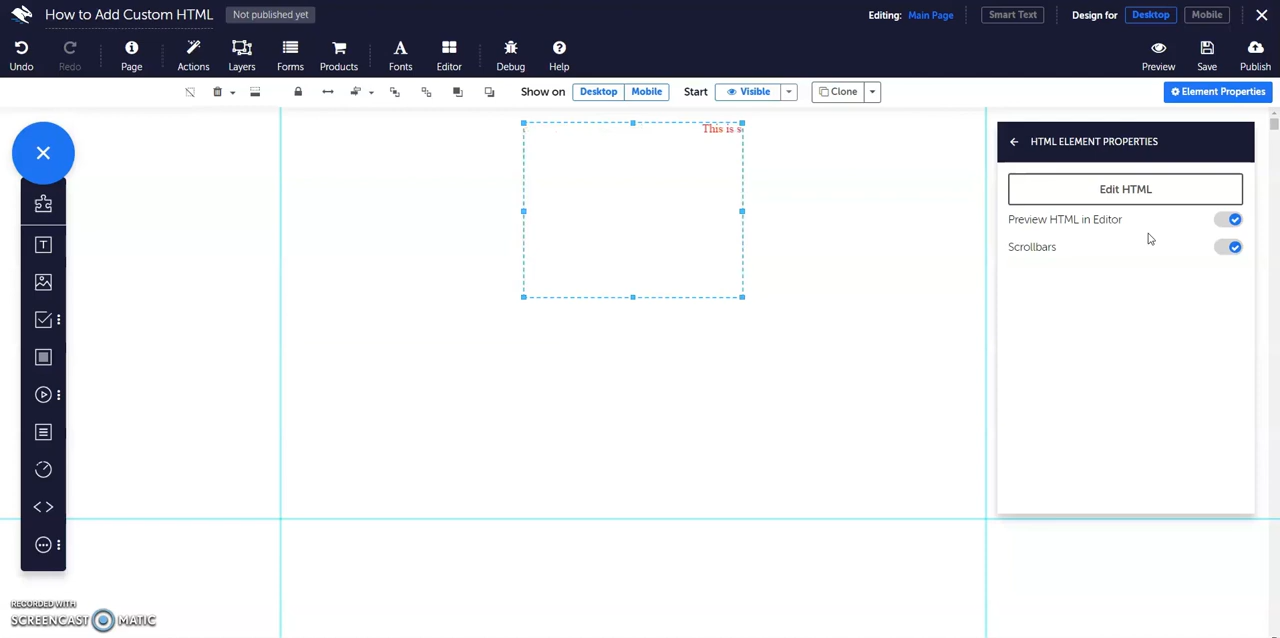 How to Add Custom HTML Not published yet Editing: Main Page Smart Text Design for Desktop Mobile
Undo Redo Page Actions Layers Forms Products Fonts Editor Debug Help Preview Save Publish
Show on Desktop Mobile Start Visible Clone Element Properties
This is s
HTML ELEMENT PROPERTIES
Edit HTML
Preview HTML in Editor
Scrollbars
RECORDED WITH
SCREENCAST MATIC